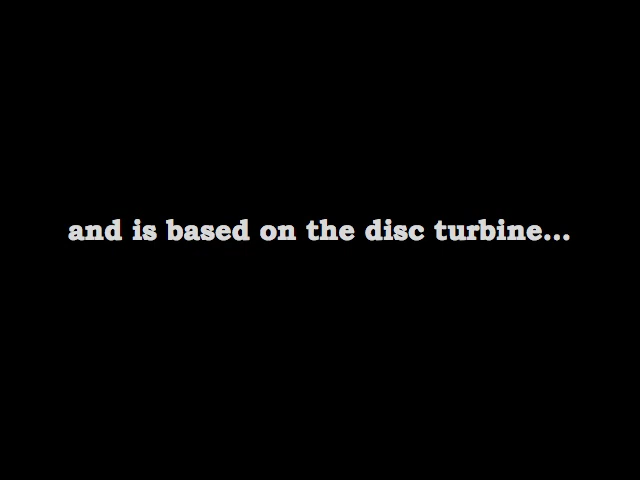 and is based on the disc turbine...